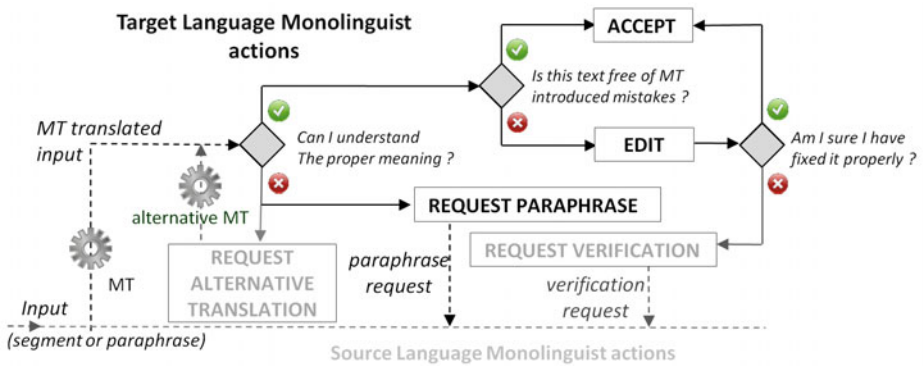 Target Language Monolinguist
actions
ACCEPT
Is this text free of MT
introduced mistakes ?
MT translated
input
Can I understand
The proper meaning ?
EDIT
Am I sure I have
fixed it properly ?
alternative MT
REQUEST PARAPHRASE
REQUEST
ALTERNATIVE
TRANSLATION
paraphrase
request
REQUEST VERIFICATION
MT
verification
request
Input
(segment or paraphrase)
Source Language Monolinguist actions